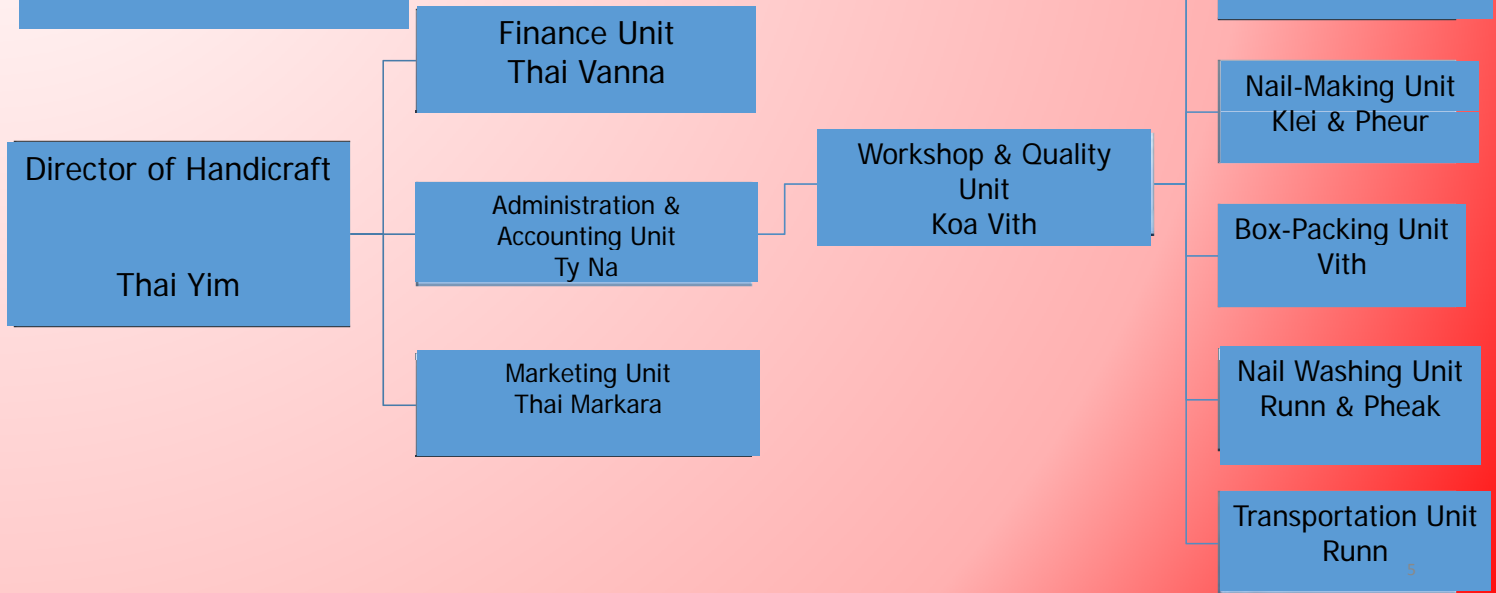 Finance Unit
Thai Vanna
Director of Handicraft
Thai Yim
Administration &
Accounting Unit
Ty Na
Marketing Unit
Thai Markara
Workshop & Quality
Unit
Koa Vith
Nail-Making Unit
Klei & Pheur
Box-Packing Unit
Vith
Nail Washing Unit
Runn & Pheak
Transportation Unit
Runn
5